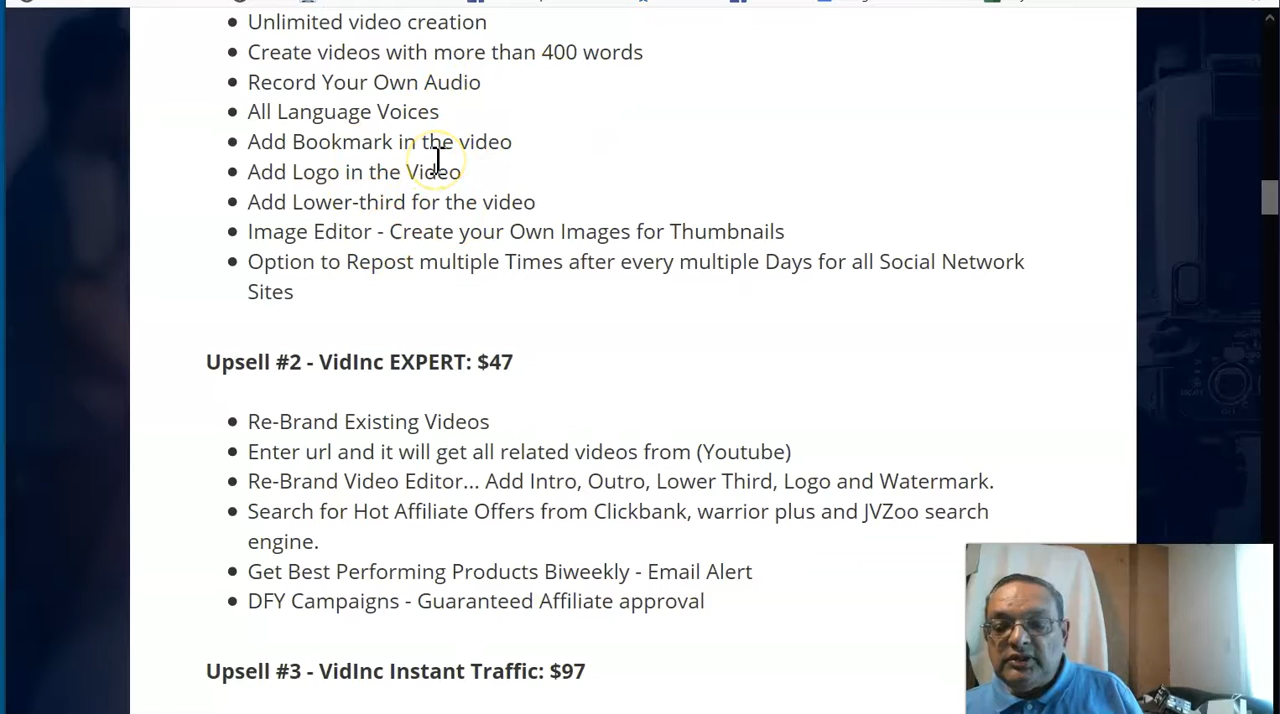 Unlimited video creation
Create videos with more than 400 words
Record Your Own Audio
All Language Voices
Add Bookmark in the video
Add Logo in the Video
Add Lower-third for the video
Image Editor - Create your Own Images for Thumbnails
Option to Repost multiple Times after every multiple Days for all Social Network
Sites
Upsell #2 - VidInc EXPERT: $47
Re-Brand Existing Videos
Enter url and it will get all related videos from (Youtube)
Re-Brand Video Editor... Add Intro, Outro, Lower Third, Logo and Watermark.
Search for Hot Affiliate Offers from Clickbank, warrior plus and JVZoo search
engine.
Get Best Performing Products Biweekly - Email Alert
DFY Campaigns - Guaranteed Affiliate approval
Upsell #3 - VidInc Instant Traffic: $97